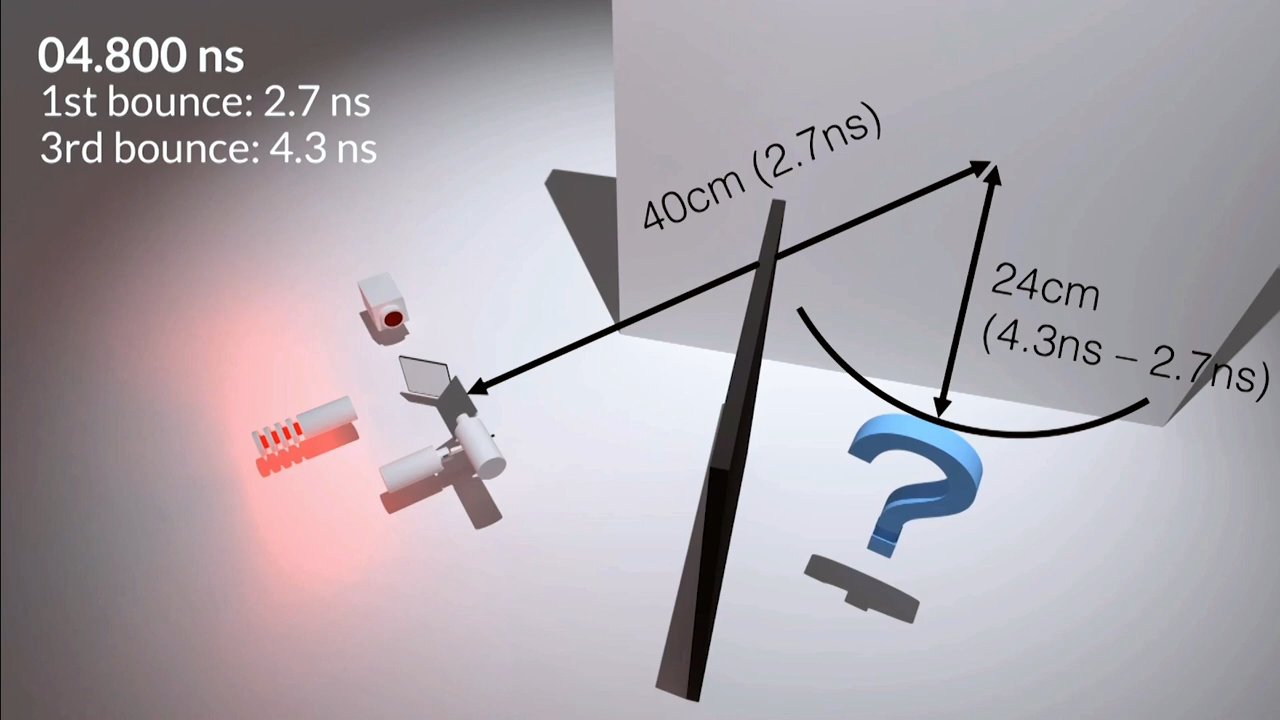 04.800 ns
1st bounce: 2.7 ns
3rd bounce: 4.3 ns
40cm (2.7ns)
24cm
(4.3ns – 2.7ns)
?